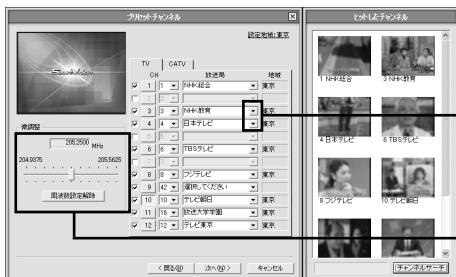 プリセットチャンネル
設定地域:東京
TV
CATV
CH 放送局 地域
1 1 NHK総合 東京
2 2
3 3 NHK教育 東京
4 4 日本テレビ 東京
5 5
6 6 TBSテレビ 東京
7 7
8 8 フジテレビ 東京
9 42 選択してください
10 10 テレビ朝日 東京
11 16 放送大学学園 東京
12 12 テレビ東京 東京
微調整
205.2500 MHz
204.9375 205.5625
周波数設定解除
< 戻る(B)
次へ(N) >
キャンセル
ヒットしたチャンネル
1 NHK総合
3 NHK教育
4 日本テレビ
6 TBSテレビ
8 フジテレビ
10 テレビ朝日
チャンネルサーチ